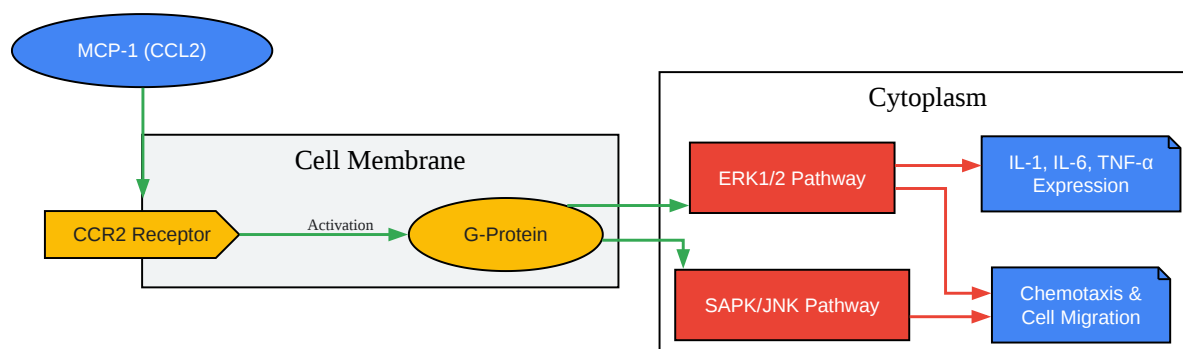 MCP-1 (CCL2)
Cell Membrane
CCR2 Receptor
Activation
G-Protein
Cytoplasm
ERK1/2 Pathway
IL-1, IL-6, TNF-α
Expression
SAPK/JNK Pathway
Chemotaxis &
Cell Migration